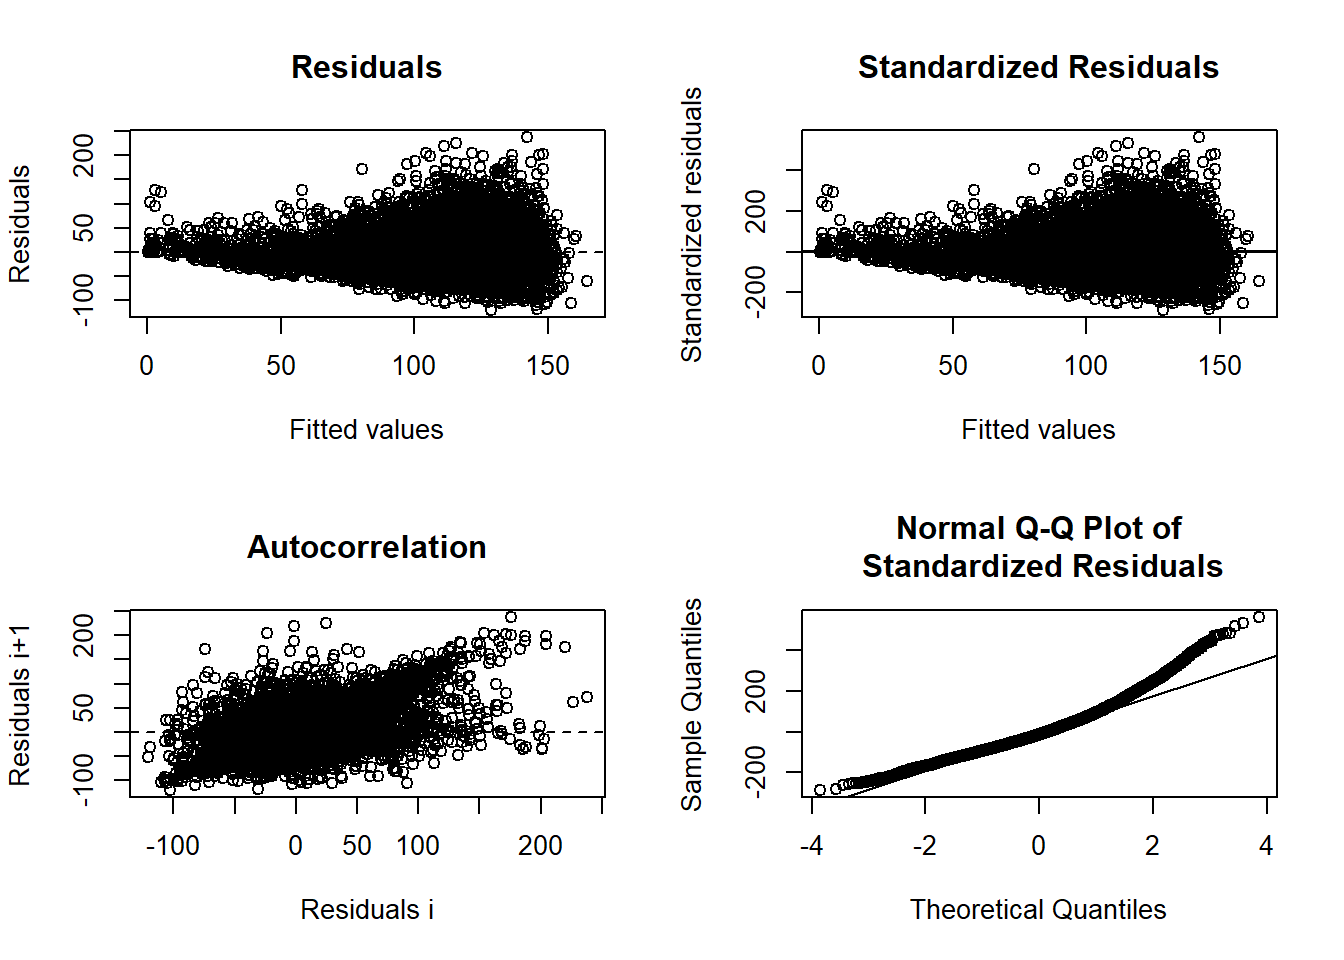 Residuals
Residuals
-100
50
200
0
50
100
150
Fitted values
Standardized Residuals
Standardized residuals
-200
200
0
50
100
150
Fitted values
Autocorrelation
Residuals i+1
-100
50
200
-100
0
50
100
200
Residuals i
Normal Q-Q Plot of
Standardized Residuals
Sample Quantiles
-200
200
-4
-2
0
2
4
Theoretical Quantiles